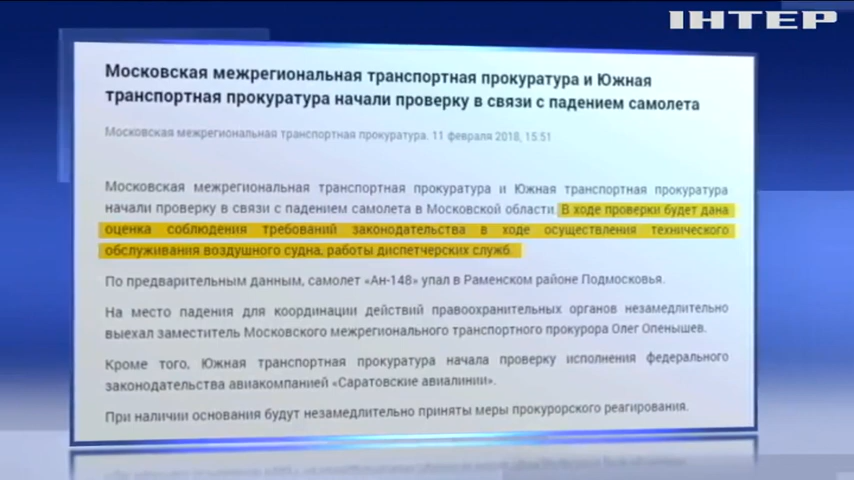 ІНТЕР
Московская межрегиональная транспортная прокуратура и Южная
транспортная прокуратура начали проверку в связи с падением самолета
Московская межрегиональная транспортная прокуратура. 11 февраля 2018, 15:51
Московская межрегиональная транспортная прокуратура и Южная транспортная прокуратура
начали проверку в связи с падением самолета в Московской области. В ходе проверки будет дана
оценка соблюдения требований законодательства в ходе осуществления технического
обслуживания воздушного судна, работы диспетчерских служб.
По предварительным данным, самолет «Ан-148» упал в Раменском районе Подмосковья.
На место падения для координации действий правоохранительных органов незамедлительно
выехал заместитель Московского межрегионального транспортного прокурора Олег Опенышев.
Кроме того, Южная транспортная прокуратура начала проверку исполнения федерального
законодательства авиакомпанией «Саратовские авиалинии».
При наличии основания будут незамедлительно приняты меры прокурорского реагирования.